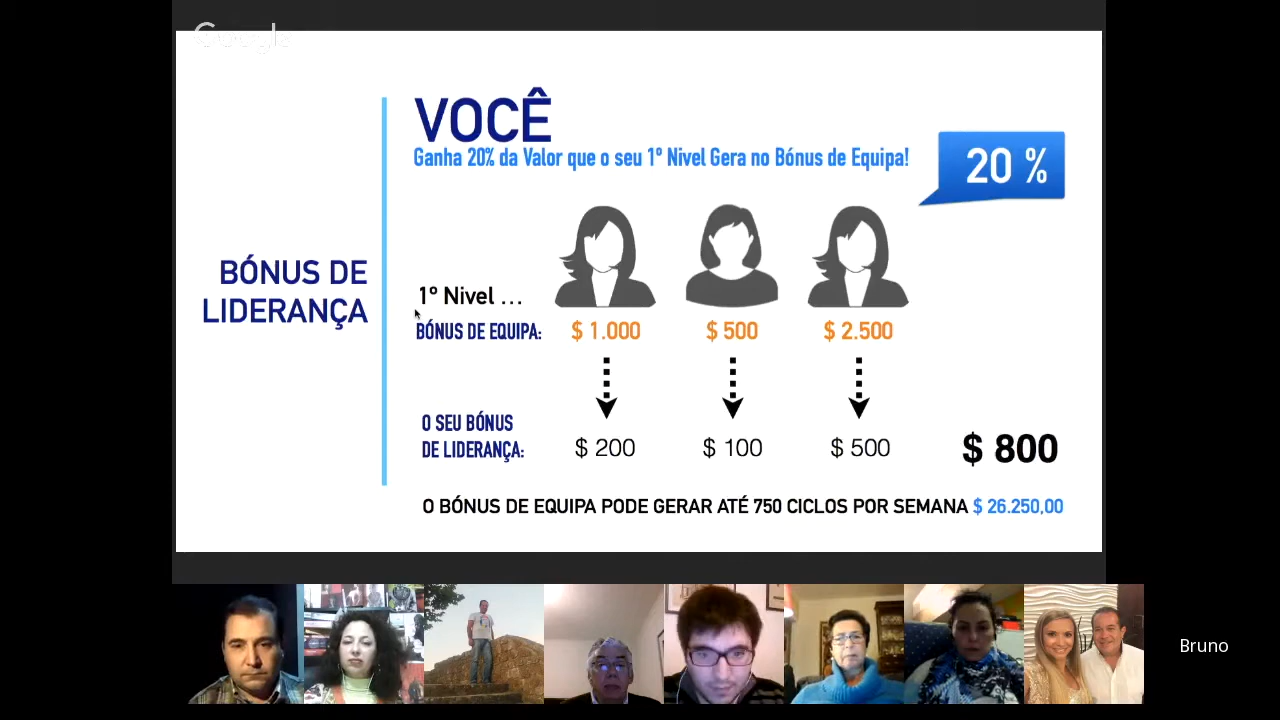 Google
VOCÊ
Ganha 20% da Valor que o seu 1º Nivel Gera no Bónus de Equipa!
20 %
BÓNUS DE
LIDERANÇA
1º Nivel ...
BÓNUS DE EQUIPA: $ 1.000 $ 500 $ 2.500
O SEU BÓNUS
DE LIDERANÇA: $ 200 $ 100 $ 500 $ 800
O BÓNUS DE EQUIPA PODE GERAR ATÉ 750 CICLOS POR SEMANA $ 26.250,00
Bruno